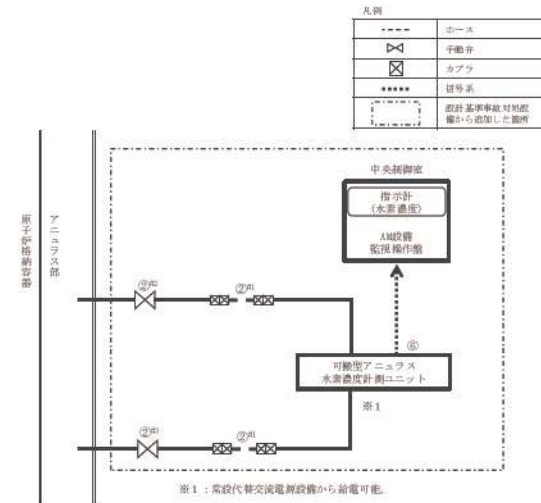 凡例
ホース
手動弁
カプラ
信号系
設計基準事故対処設
備から追加した箇所
中央制御室
指示計
(水素濃度)
AM設備
監視操作盤
原子炉格納容器
アニュラス部
②
②
⑥
可搬型アニュラス
水素濃度計測ユニット
※1
②
②
※1:常設代替交流電源設備から給電可能。